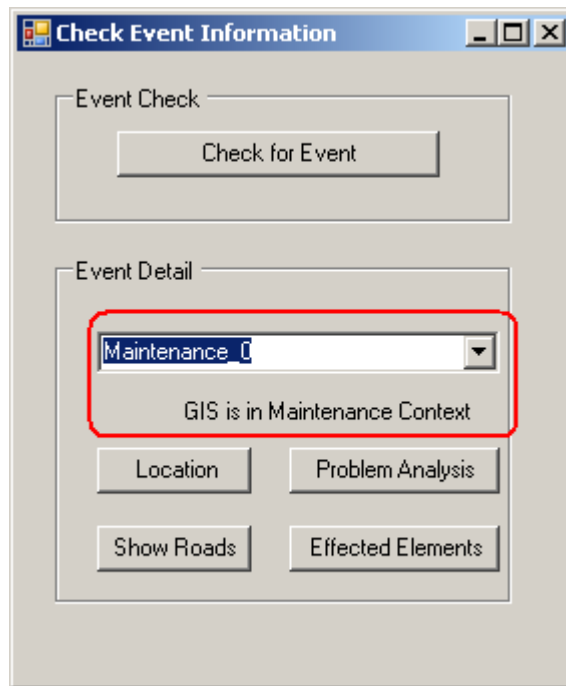 Check Event Information
Event Check
Check for Event
Event Detail
Maintenance_0
GIS is in Maintenance Context
Location Problem Analysis
Show Roads Effected Elements